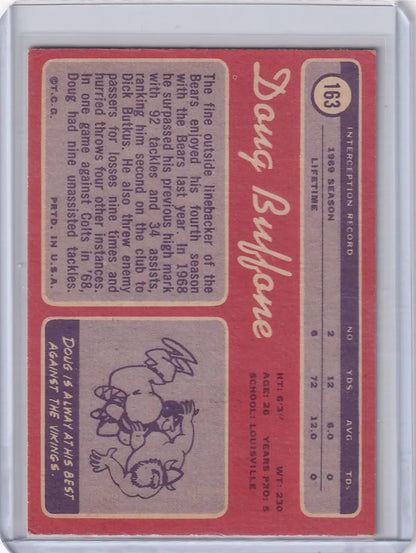 163
INTERCEPTION RECORD
NO YDS AVG TDs
1969 SEASON 2 12 6.0 0
LIFETIME 6 72 12.0 0
Doug Buffone
HT: 6'3" WT: 230
AGE: 26 YEARS PRO: 5
SCHOOL: LOUISVILLE
The fine outside linebacker of the
Bears enjoyed his fourth season
with the Bears last year. In 1968
he surpassed his previous high mark
with 92 tackles and 34 assists,
ranking him second on the club to
Dick Butkus. He also threw enemy
passers for losses nine times and
hurried throws four other instances.
In one game against Colts in '68,
Doug had nine unassisted tackles.
©T.C.G. PRTD. IN U.S.A.
DOUG IS ALWAY AT HIS BEST
AGAINST THE VIKINGS.